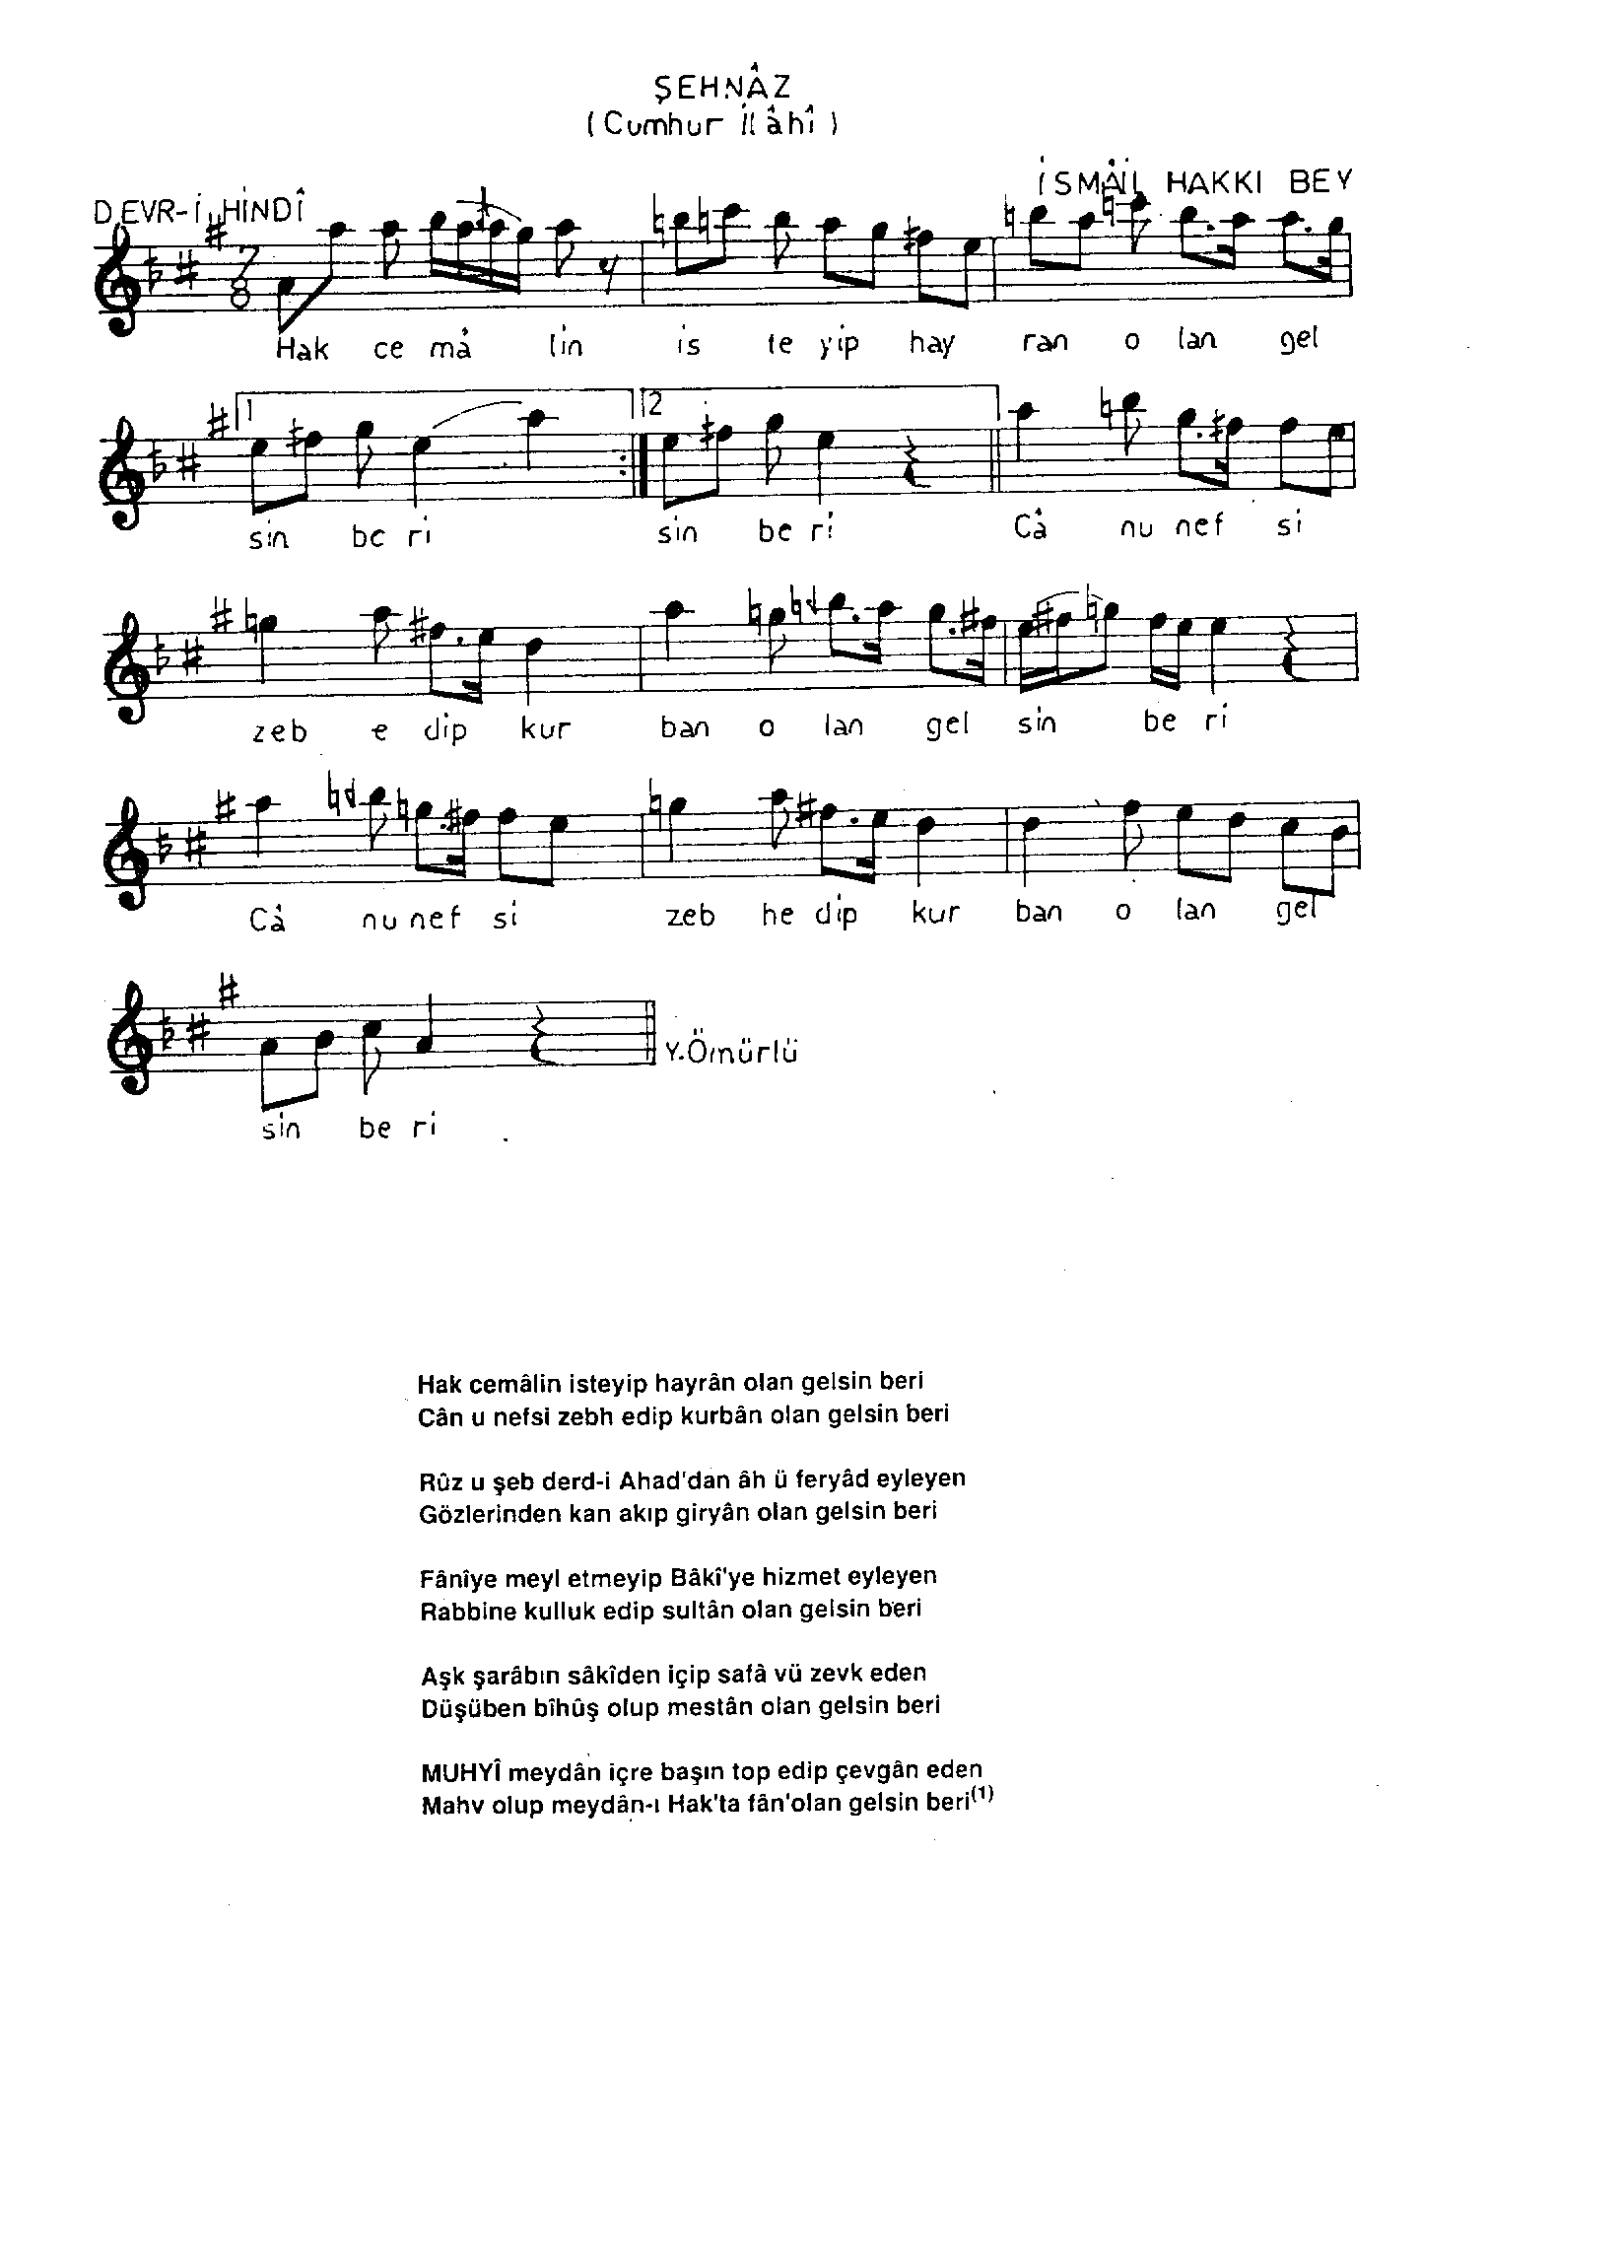 ŞEHNÂZ
(Cumhur İlâhî)
DEVR-İ HİNDÎ
İSMÂİL HAKKI BEY
7
8
Hak ce mâ lin is te yip hay ran o lan gel
1 2
sin be ri sin be ri Câ nu nef si
zeb e dip kur ban o lan gel sin be ri
Câ nu nef si zeb he dip kur ban o lan gel
Y.Ömürlü
sin be ri
Hak cemâlin isteyip hayrân olan gelsin beri
Cân u nefsi zebh edip kurbân olan gelsin beri
Rûz u şeb derd-i Ahad'dan âh ü feryâd eyleyen
Gözlerinden kan akıp giryân olan gelsin beri
Fânîye meyl etmeyip Bâkî'ye hizmet eyleyen
Rabbine kulluk edip sultân olan gelsin beri
Aşk şarâbın sâkîden içip safâ vü zevk eden
Düşüben bîhûş olup mestân olan gelsin beri
MUHYÎ meydân içre başın top edip çevgân eden
Mahv olup meydân-ı Hak'ta fân'olan gelsin beri(1)